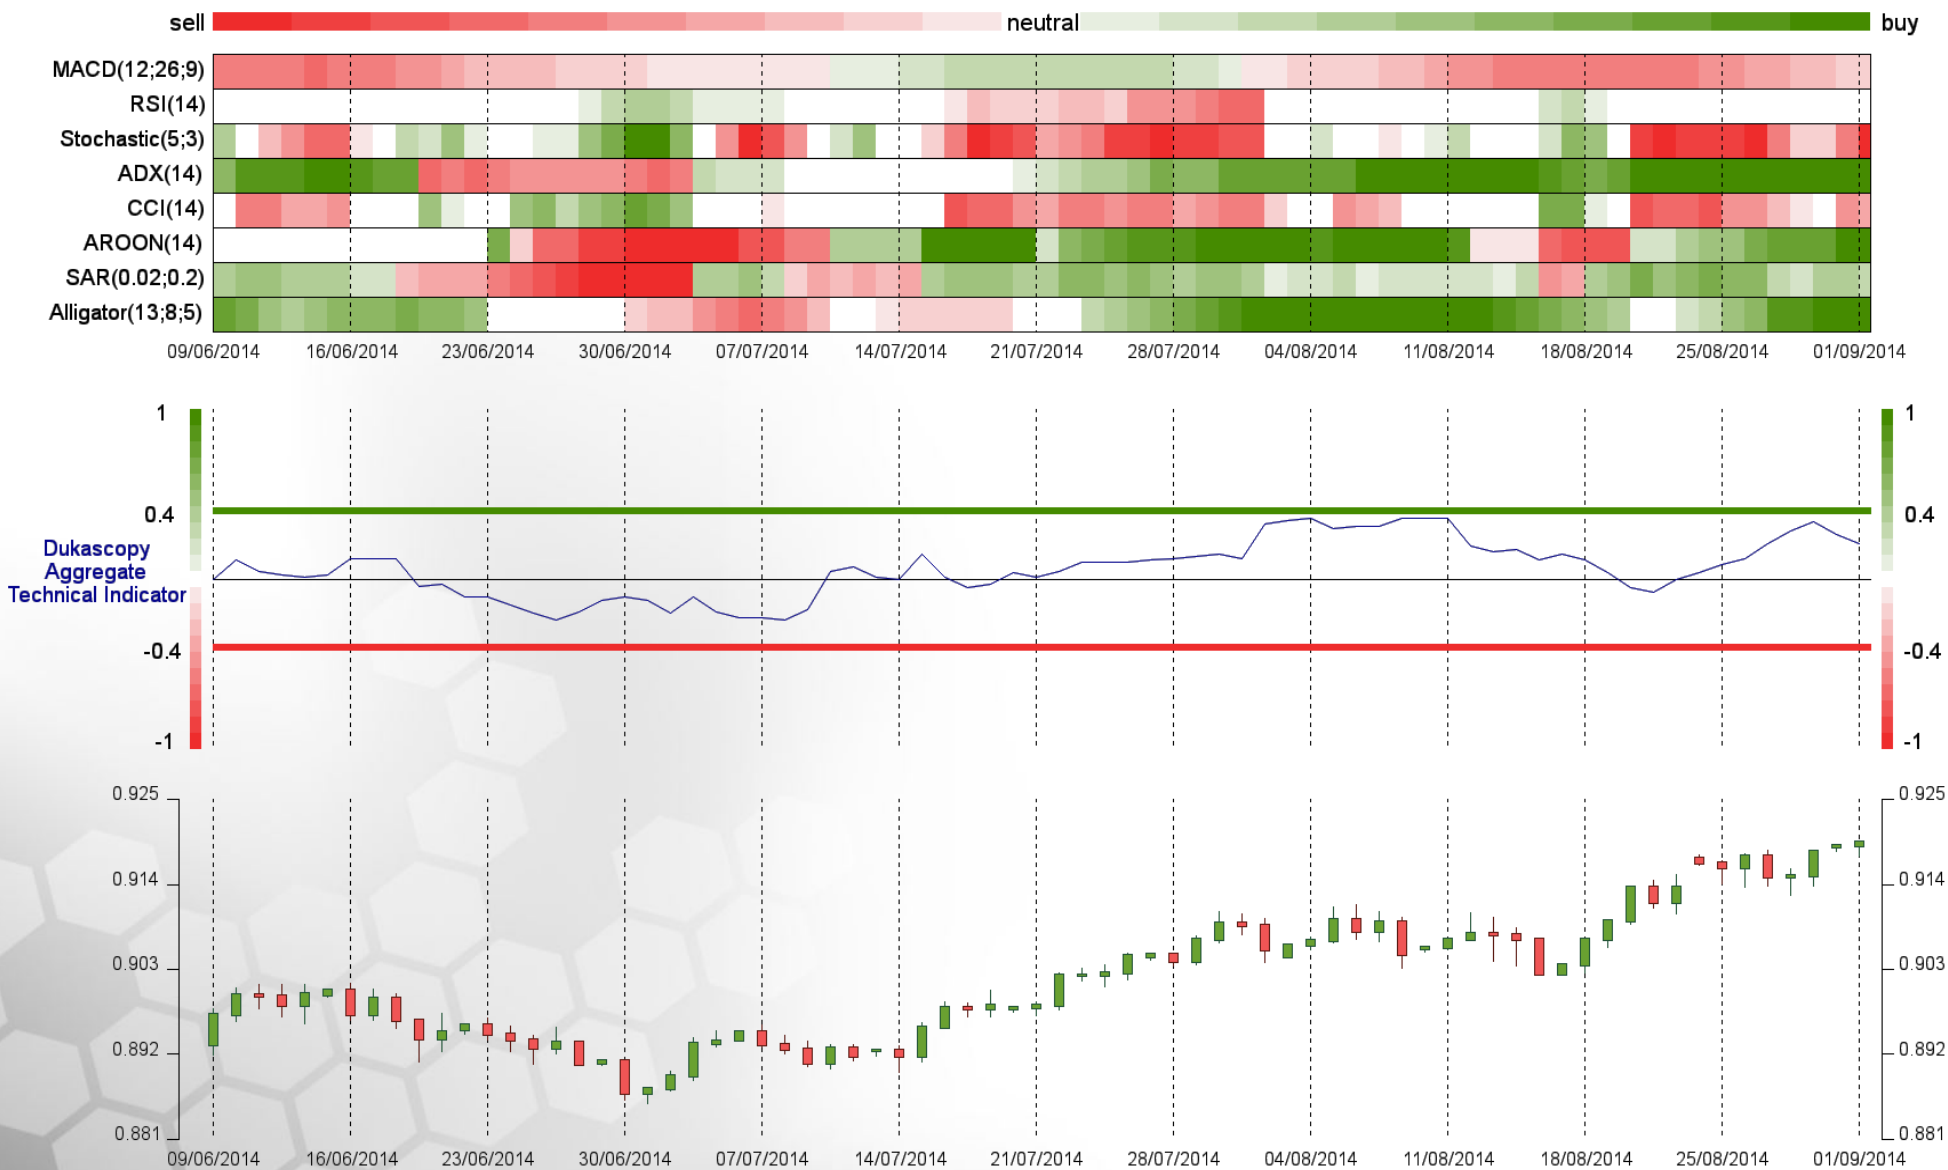 sell neutral buy
MACD(12;26;9)
RSI(14)
Stochastic(5;3)
ADX(14)
CCI(14)
AROON(14)
SAR(0.02;0.2)
Alligator(13;8;5)
09/06/2014 16/06/2014 23/06/2014 30/06/2014 07/07/2014 14/07/2014 21/07/2014 28/07/2014 04/08/2014 11/08/2014 18/08/2014 25/08/2014 01/09/2014
1 1
0.4 0.4
Dukascopy
Aggregate
Technical Indicator
-0.4 -0.4
-1 -1
0.925 0.925
0.914 0.914
0.903 0.903
0.892 0.892
0.881 0.881
09/06/2014 16/06/2014 23/06/2014 30/06/2014 07/07/2014 14/07/2014 21/07/2014 28/07/2014 04/08/2014 11/08/2014 18/08/2014 25/08/2014 01/09/2014